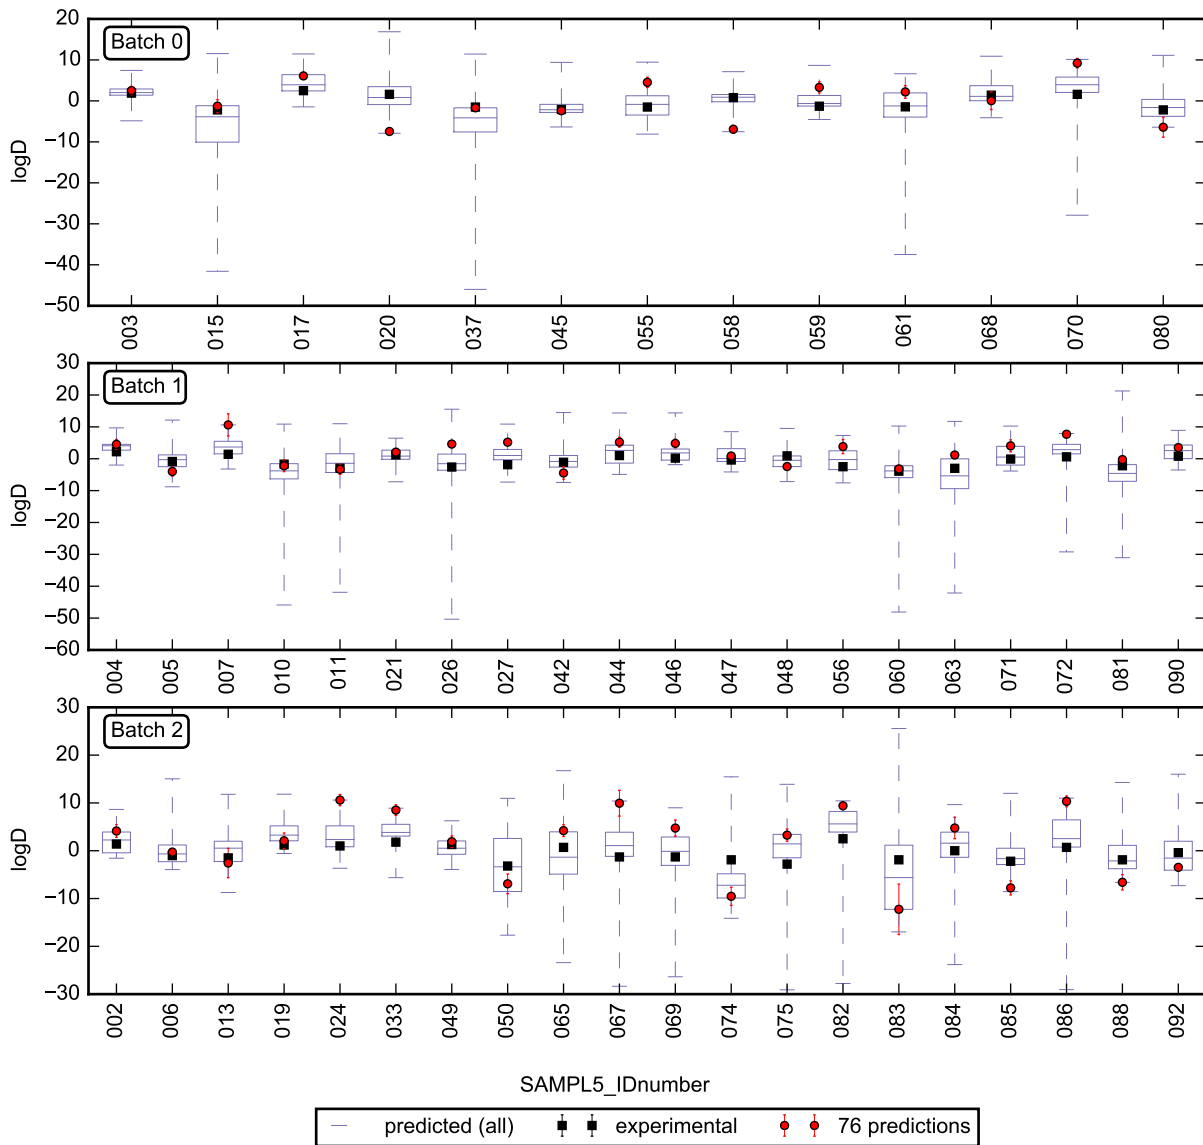 20
10
0
−10
−20
−30
−40
−50
logD
Batch 0
003 015 017 020 037 045 055 058 059 061 068 070 080
30
20
10
0
−10
−20
−30
−40
−50
−60
logD
Batch 1
004 005 007 010 011 021 026 027 042 044 046 047 048 056 060 063 071 072 081 090
30
20
10
0
−10
−20
−30
logD
Batch 2
002 006 013 019 024 033 049 050 065 067 069 074 075 082 083 084 085 086 088 092
SAMPL5_IDnumber
predicted (all) experimental 76 predictions